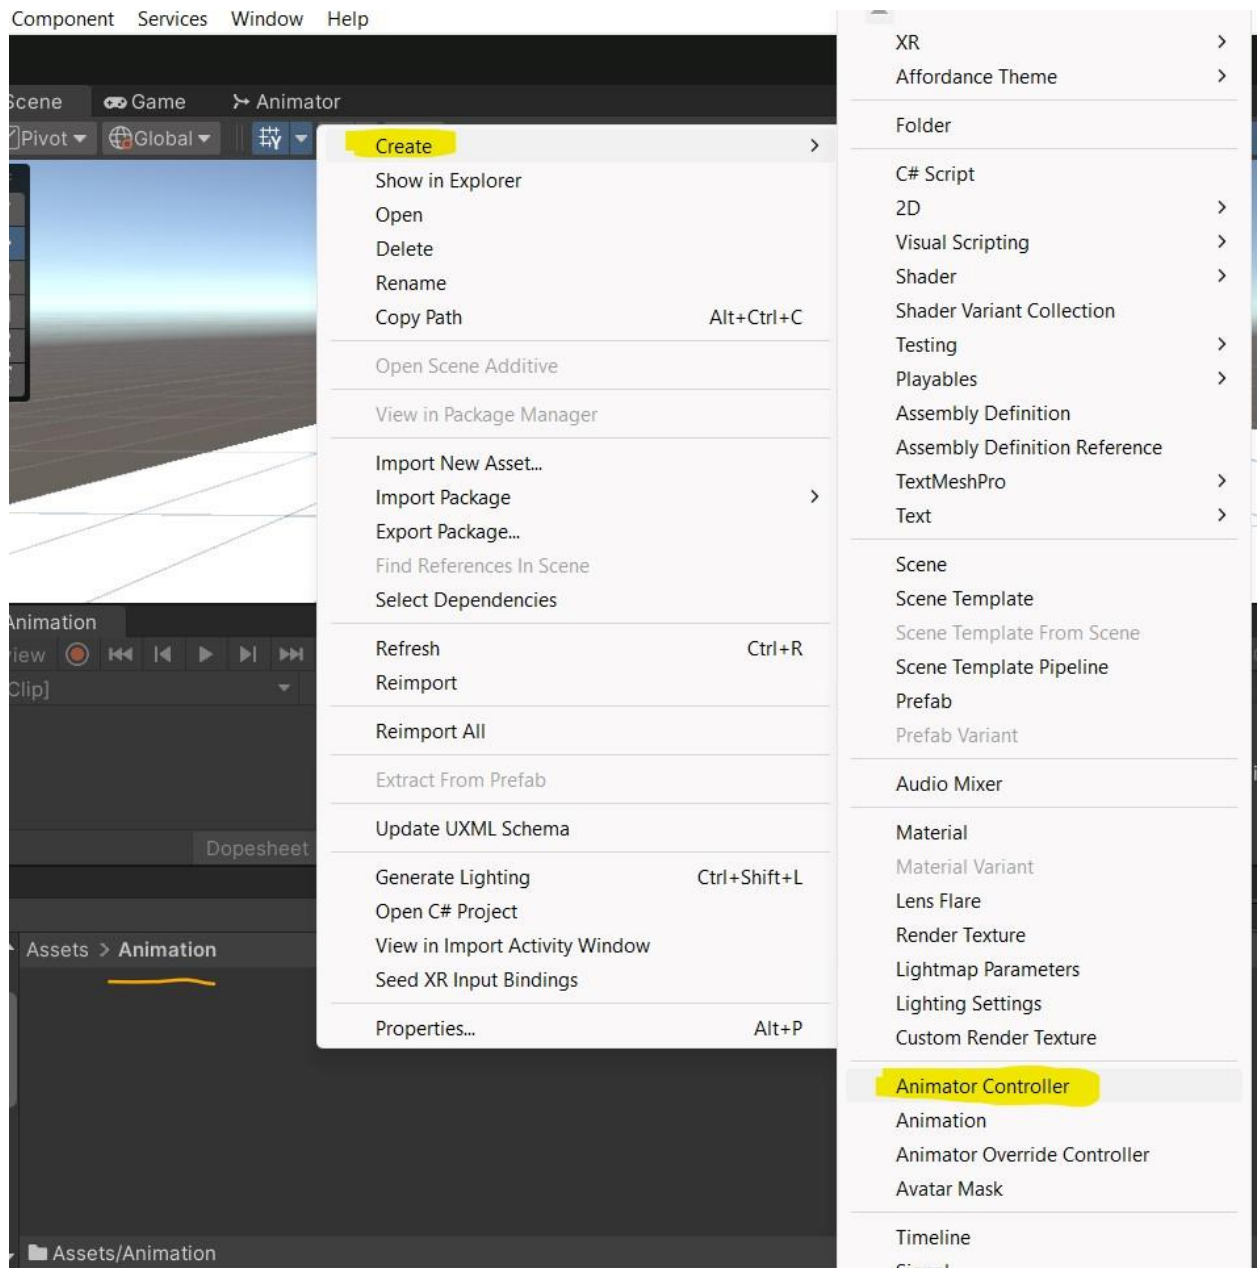 Component Services Window Help
Scene Game Animator
Pivot Global
Create
Show in Explorer
Open
Delete
Rename
Copy Path Alt+Ctrl+C
Open Scene Additive
View in Package Manager
Import New Asset...
Import Package
Export Package...
Find References In Scene
Select Dependencies
Refresh Ctrl+R
Reimport
Reimport All
Extract From Prefab
Update UXML Schema
Generate Lighting Ctrl+Shift+L
Open C# Project
View in Import Activity Window
Seed XR Input Bindings
Properties... Alt+P
XR
Affordance Theme
Folder
C# Script
2D
Visual Scripting
Shader
Shader Variant Collection
Testing
Playables
Assembly Definition
Assembly Definition Reference
TextMeshPro
Text
Scene
Scene Template
Scene Template From Scene
Scene Template Pipeline
Prefab
Prefab Variant
Audio Mixer
Material
Material Variant
Lens Flare
Render Texture
Lightmap Parameters
Lighting Settings
Custom Render Texture
Animator Controller
Animation
Animator Override Controller
Avatar Mask
Timeline
Animation
iew
Clip]
Dopesheet
Assets > Animation
Assets/Animation